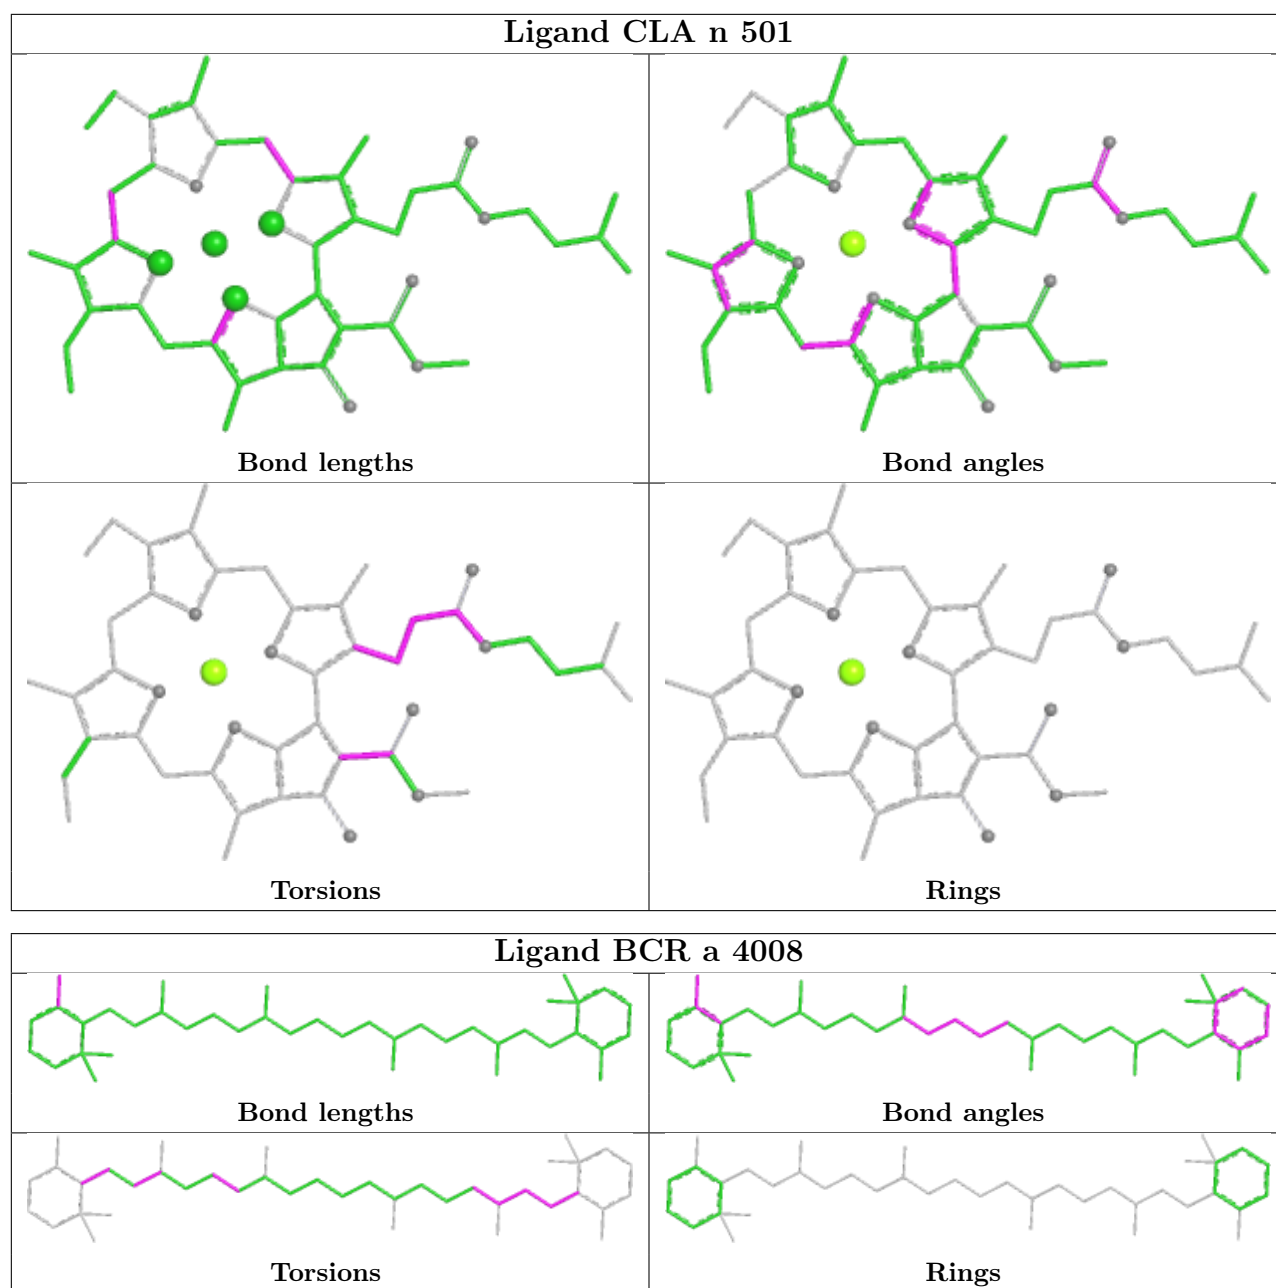 Ligand CLA n 501
Bond lengths
Bond angles
Torsions
Rings
Ligand BCR a 4008
Bond lengths
Bond angles
Torsions
Rings